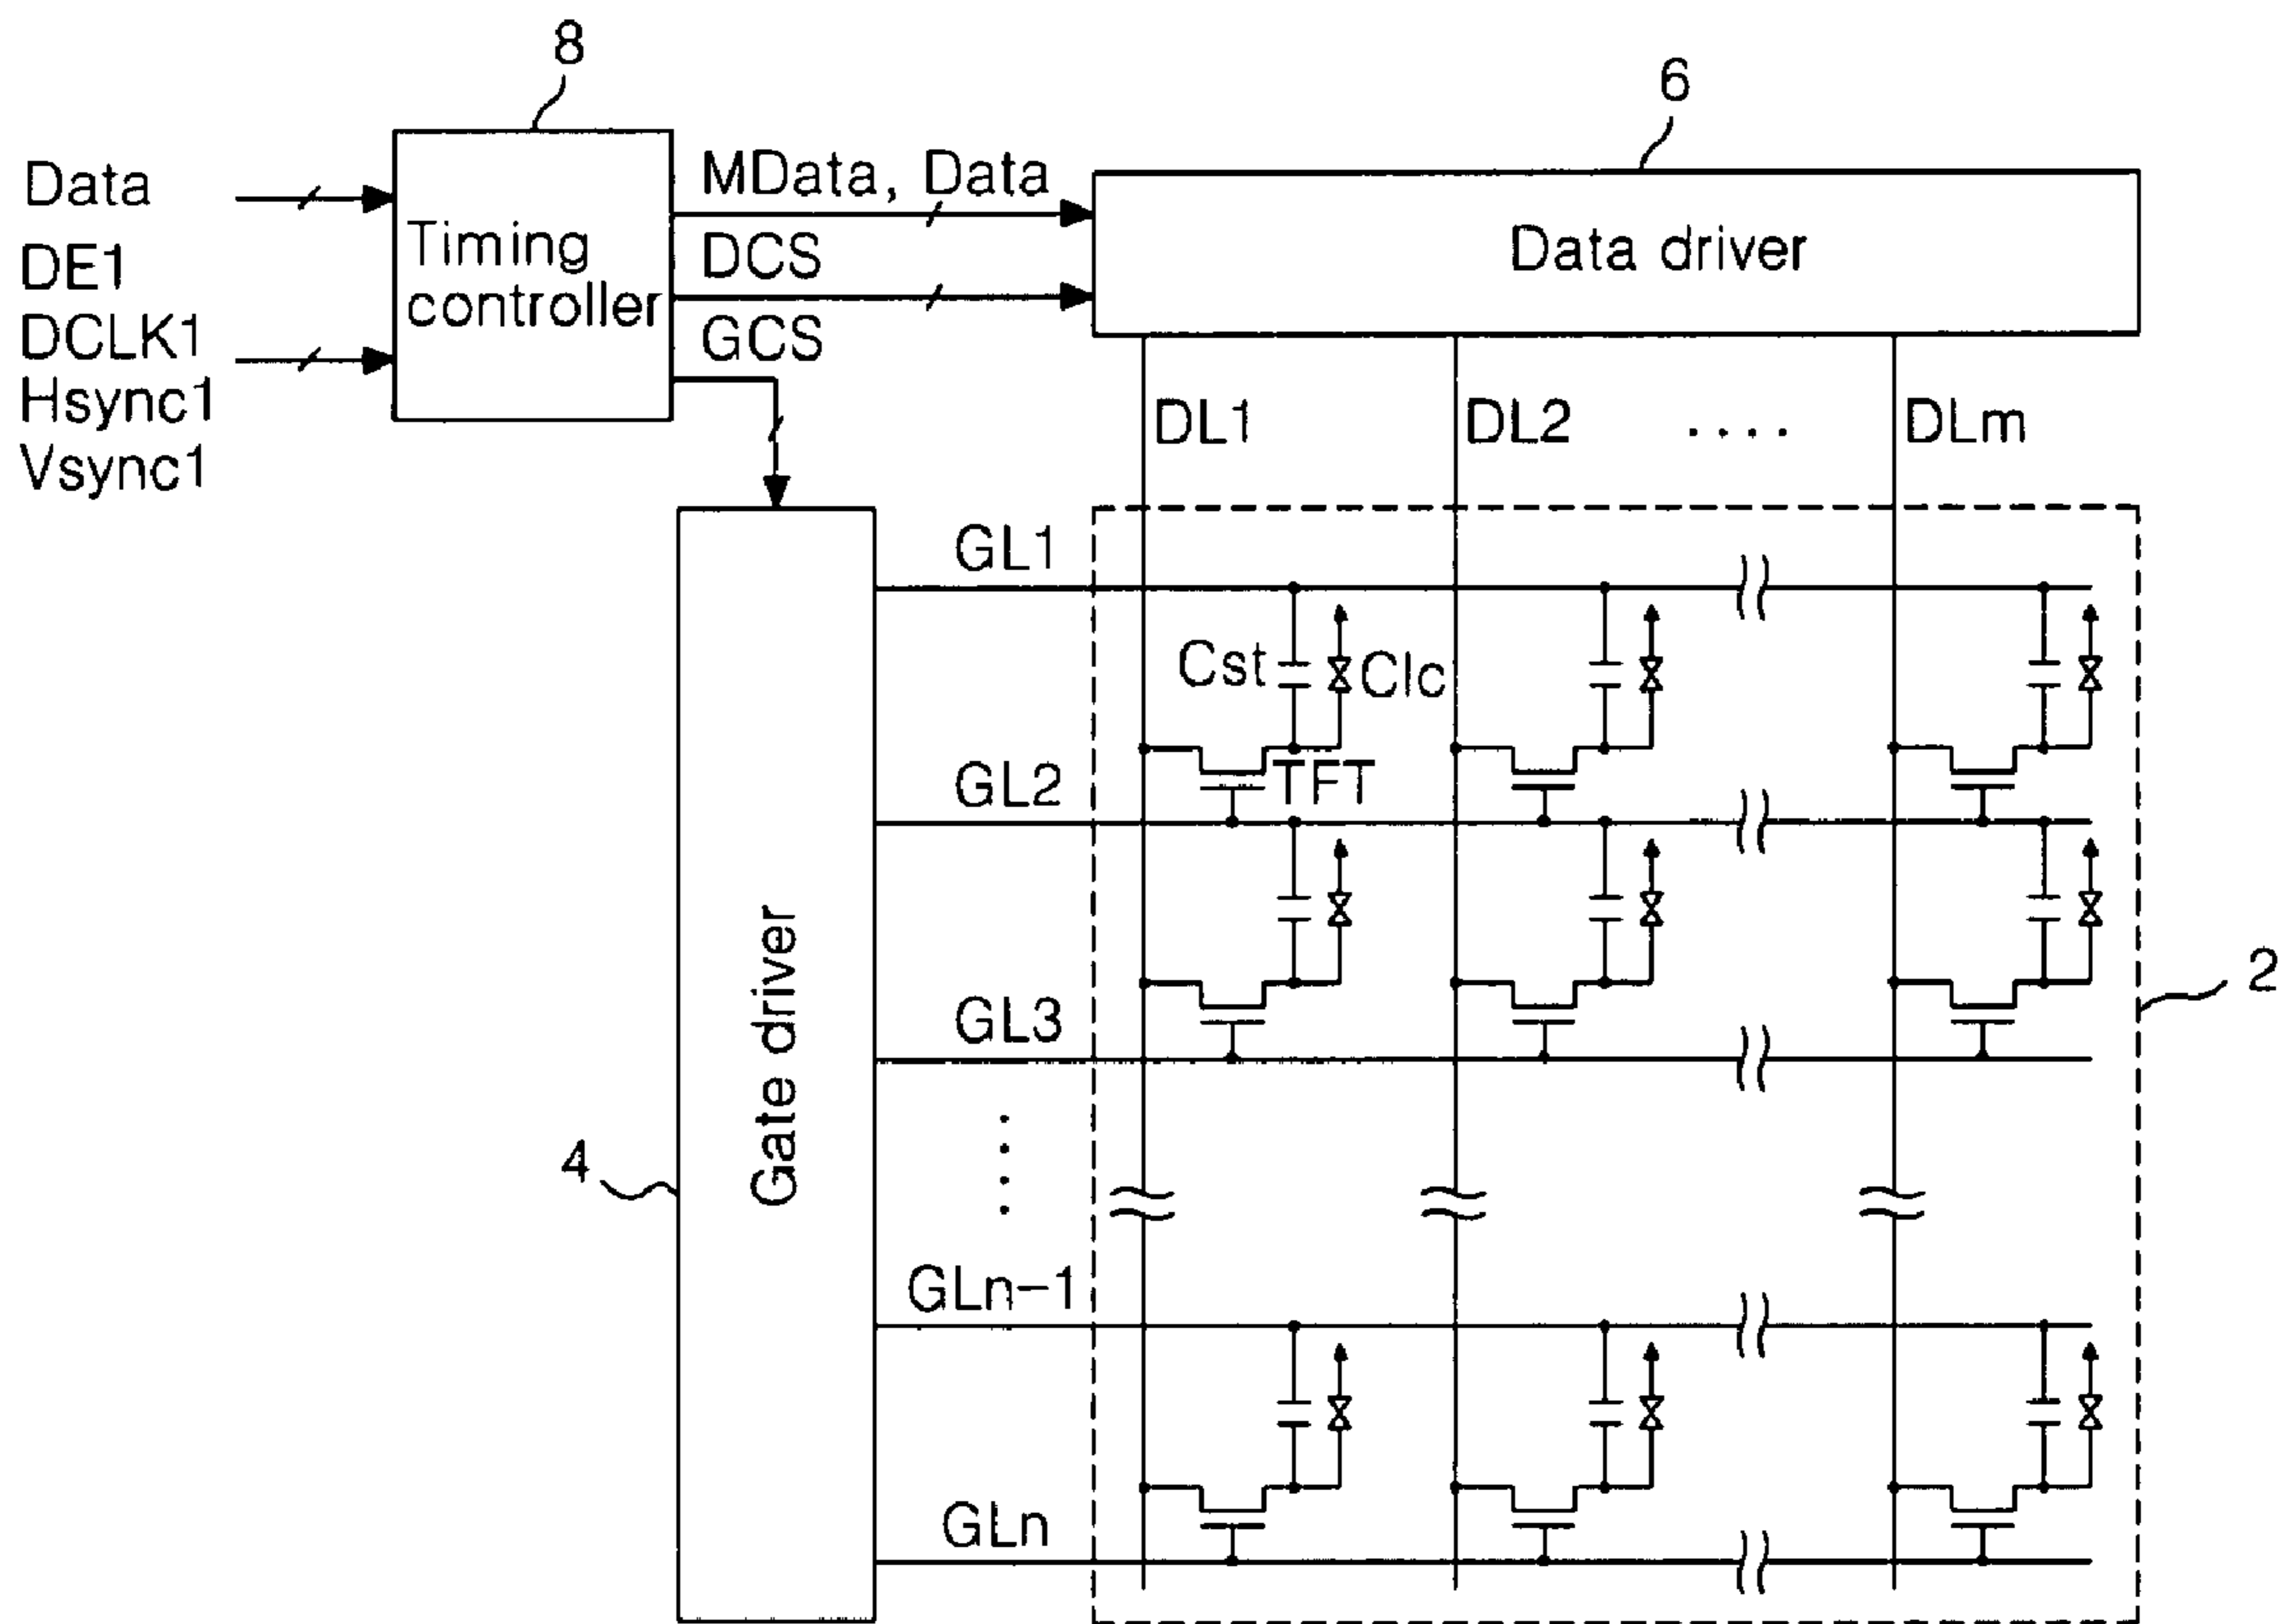 8
6
Data
DE1
DCLK1
Hsync1
Vsync1
Timing
controller
MData, Data
DCS
GCS
Data driver
DL1
DL2
....
DLm
GL1
Cst
Clc
TFT
GL2
2
GL3
Gate driver
4
GLn-1
GLn